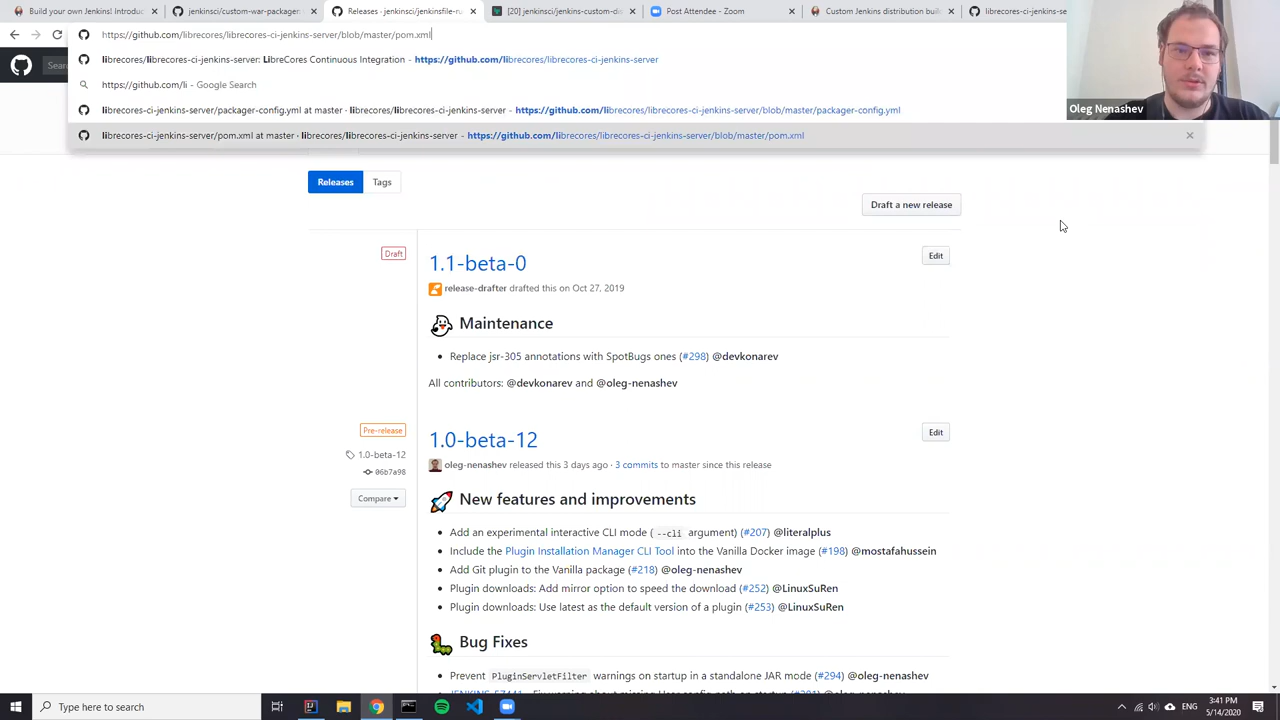 Build your own Jenkins! Introduc
jenkinsci/custom-war-packager
Releases · jenkinsci/jenkinsfile-ru
[20] jenkinsci/jenkins-custom-di
Post Attendee - Zoom
Custom Jenkins distribution buil
librecores/librecores-ci-jenkins-se
https://github.com/librecores/librecores-ci-jenkins-server/blob/master/pom.xml
librecores/librecores-ci-jenkins-server: LibreCores Continuous Integration - https://github.com/librecores/librecores-ci-jenkins-server
Sear
https://github.com/li - Google Search
librecores-ci-jenkins-server/packager-config.yml at master · librecores/librecores-ci-jenkins-server - https://github.com/librecores/librecores-ci-jenkins-server/blob/master/packager-config.yml
Oleg Nenashev
librecores-ci-jenkins-server/pom.xml at master · librecores/librecores-ci-jenkins-server - https://github.com/librecores/librecores-ci-jenkins-server/blob/master/pom.xml
Releases
Tags
Draft a new release
Draft
1.1-beta-0
Edit
release-drafter drafted this on Oct 27, 2019
Maintenance
Replace jsr-305 annotations with SpotBugs ones (#298) @devkonarev
All contributors: @devkonarev and @oleg-nenashev
Pre-release
1.0-beta-12
06b7a98
Compare
1.0-beta-12
Edit
oleg-nenashev released this 3 days ago · 3 commits to master since this release
New features and improvements
Add an experimental interactive CLI mode ( --cli argument) (#207) @literalplus
Include the Plugin Installation Manager CLI Tool into the Vanilla Docker image (#198) @mostafahussein
Add Git plugin to the Vanilla package (#218) @oleg-nenashev
Plugin downloads: Add mirror option to speed the download (#252) @LinuxSuRen
Plugin downloads: Use latest as the default version of a plugin (#253) @LinuxSuRen
Bug Fixes
Prevent PluginServletFilter warnings on startup in a standalone JAR mode (#294) @oleg-nenashev
Type here to search
ENG
3:41 PM
5/14/2020